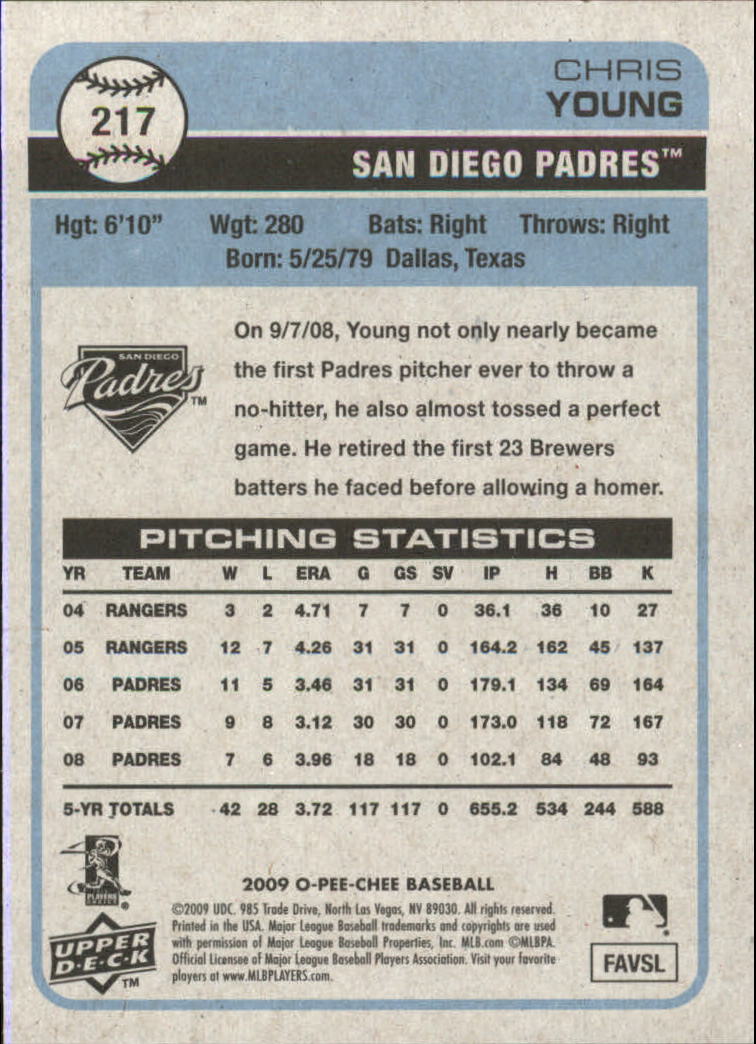 217
CHRIS
YOUNG
SAN DIEGO PADRES™
Hgt: 6'10" Wgt: 280 Bats: Right Throws: Right
Born: 5/25/79 Dallas, Texas
SAN DIEGO
Padres™
On 9/7/08, Young not only nearly became
the first Padres pitcher ever to throw a
no-hitter, he also almost tossed a perfect
game. He retired the first 23 Brewers
batters he faced before allowing a homer.
PITCHING STATISTICS
YR TEAM W L ERA G GS SV IP H BB K
04 RANGERS 3 2 4.71 7 7 0 36.1 36 10 27
05 RANGERS 12 7 4.26 31 31 0 164.2 162 45 137
06 PADRES 11 5 3.46 31 31 0 179.1 134 69 164
07 PADRES 9 8 3.12 30 30 0 173.0 118 72 167
08 PADRES 7 6 3.96 18 18 0 102.1 84 48 93
5-YR TOTALS 42 28 3.72 117 117 0 655.2 534 244 588
PLAYERS
CHOICE
®
UPPER
D•E•C•K
™
2009 O-PEE-CHEE BASEBALL
©2009 UDC. 985 Trade Drive, North Las Vegas, NV 89030. All rights reserved.
Printed in the USA. Major League Baseball trademarks and copyrights are used
with permission of Major League Baseball Properties, Inc. MLB.com ©MLBPA.
Official Licensee of Major League Baseball Players Association. Visit your favorite
players at www.MLBPLAYERS.com.
®
FAVSL